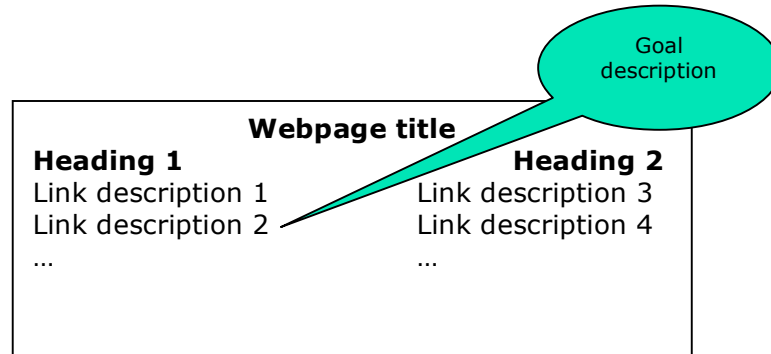 Goal
description
Webpage title
Heading 1
Link description 1
Link description 2
…
Heading 2
Link description 3
Link description 4
…